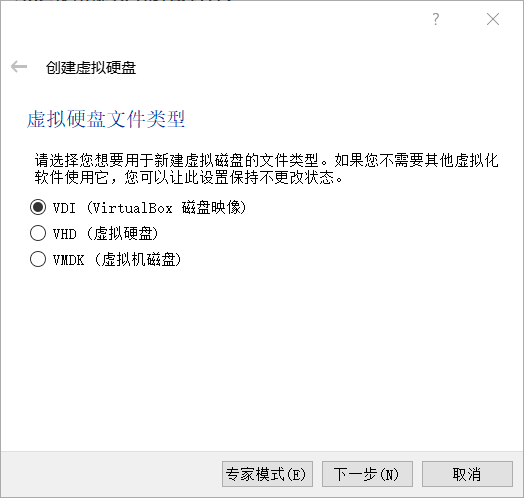 ?
创建虚拟硬盘
虚拟硬盘文件类型
请选择您想要用于新建虚拟磁盘的文件类型。如果您不需要其他虚拟化
软件使用它，您可以让此设置保持不更改状态。
VDI (VirtualBox 磁盘映像)
VHD (虚拟硬盘)
VMDK (虚拟机磁盘)
专家模式(E) 下一步(N) 取消